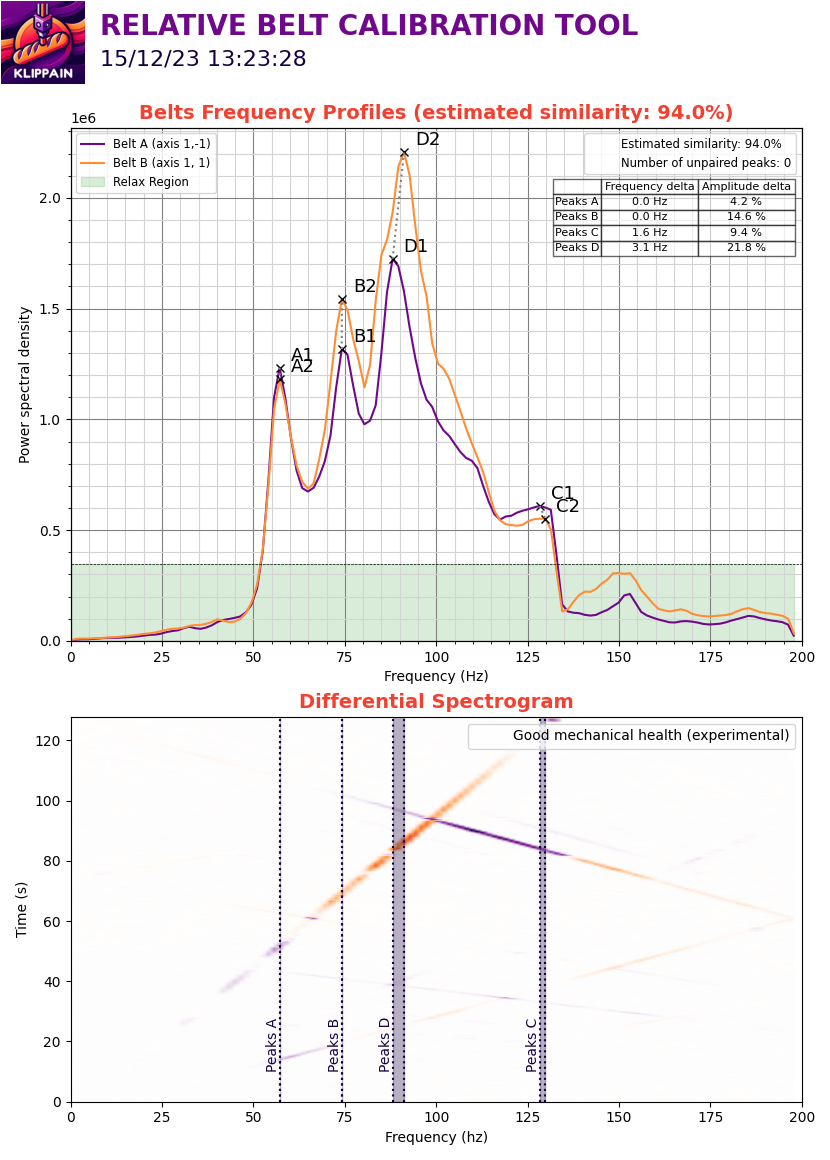 KLIPPAIN
RELATIVE BELT CALIBRATION TOOL
15/12/23 13:23:28
Belts Frequency Profiles (estimated similarity: 94.0%)
1e6
Belt A (axis 1,-1)
Belt B (axis 1, 1)
Relax Region
Estimated similarity: 94.0%
Number of unpaired peaks: 0
Frequency delta Amplitude delta
Peaks A 0.0 Hz 4.2 %
Peaks B 0.0 Hz 14.6 %
Peaks C 1.6 Hz 9.4 %
Peaks D 3.1 Hz 21.8 %
D2
D1
B2
B1
A1
A2
C1
C2
Power spectral density
2.0
1.5
1.0
0.5
0.0
0 25 50 75 100 125 150 175 200
Frequency (Hz)
Differential Spectrogram
Good mechanical health (experimental)
Time (s)
120
100
80
60
40
20
0
Peaks A
Peaks B
Peaks D
Peaks C
0 25 50 75 100 125 150 175 200
Frequency (hz)